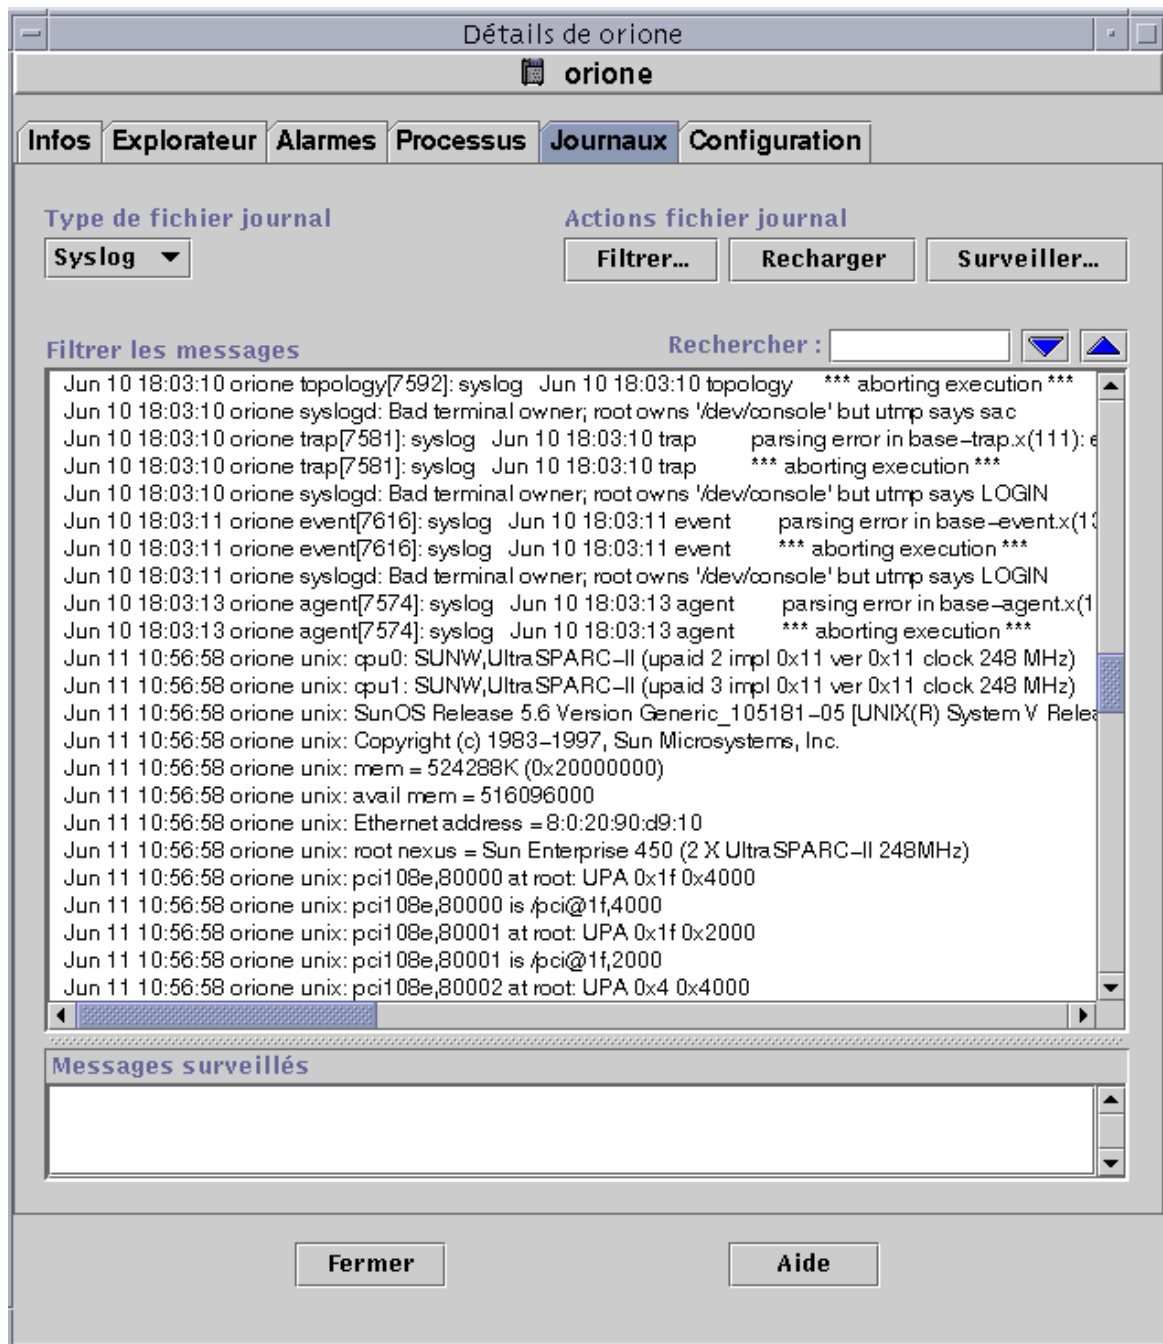 Détails de orione
orione
Infos Explorateur Alarmes Processus Journaux Configuration
Type de fichier journal Actions fichier journal
Syslog Filtrer... Recharger Surveiller...
Filtrer les messages Rechercher :
Jun 10 18:03:10 orione topology[7592]: syslog Jun 10 18:03:10 topology *** aborting execution ***
Jun 10 18:03:10 orione syslogd: Bad terminal owner; root owns '/dev/console' but utmp says sac
Jun 10 18:03:10 orione trap[7581]: syslog Jun 10 18:03:10 trap parsing error in base-trap.x(111): e
Jun 10 18:03:10 orione trap[7581]: syslog Jun 10 18:03:10 trap *** aborting execution ***
Jun 10 18:03:10 orione syslogd: Bad terminal owner; root owns '/dev/console' but utmp says LOGIN
Jun 10 18:03:11 orione event[7616]: syslog Jun 10 18:03:11 event parsing error in base-event.x(13
Jun 10 18:03:11 orione event[7616]: syslog Jun 10 18:03:11 event *** aborting execution ***
Jun 10 18:03:11 orione syslogd: Bad terminal owner; root owns '/dev/console' but utmp says LOGIN
Jun 10 18:03:13 orione agent[7574]: syslog Jun 10 18:03:13 agent parsing error in base-agent.x(1
Jun 10 18:03:13 orione agent[7574]: syslog Jun 10 18:03:13 agent *** aborting execution ***
Jun 11 10:56:58 orione unix: cpu0: SUNW,UltraSPARC-II (upaid 2 impl 0x11 ver 0x11 clock 248 MHz)
Jun 11 10:56:58 orione unix: cpu1: SUNW,UltraSPARC-II (upaid 3 impl 0x11 ver 0x11 clock 248 MHz)
Jun 11 10:56:58 orione unix: SunOS Release 5.6 Version Generic_105181-05 [UNIX(R) System V Relea
Jun 11 10:56:58 orione unix: Copyright (c) 1983-1997, Sun Microsystems, Inc.
Jun 11 10:56:58 orione unix: mem = 524288K (0x20000000)
Jun 11 10:56:58 orione unix: avail mem = 516096000
Jun 11 10:56:58 orione unix: Ethernet address = 8:0:20:90:d9:10
Jun 11 10:56:58 orione unix: root nexus = Sun Enterprise 450 (2 X UltraSPARC-II 248MHz)
Jun 11 10:56:58 orione unix: pci108e,80000 at root: UPA 0x1f 0x4000
Jun 11 10:56:58 orione unix: pci108e,80000 is /pci@1f,4000
Jun 11 10:56:58 orione unix: pci108e,80001 at root: UPA 0x1f 0x2000
Jun 11 10:56:58 orione unix: pci108e,80001 is /pci@1f,2000
Jun 11 10:56:58 orione unix: pci108e,80002 at root: UPA 0x4 0x4000
Messages surveillés
Fermer Aide